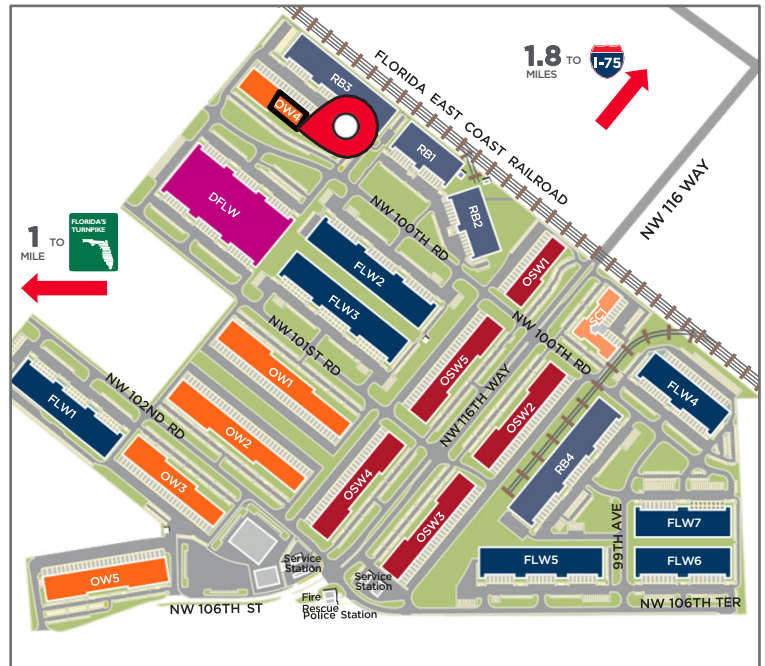 FLORIDA EAST COAST RAILROAD
1.8 TO I-75
MILES
NW 116 WAY
RB3
OW4
RB1
RB2
DFLW
NW 100TH RD
FLORIDA'S
TURNPIKE
1 TO
MILE
FLW2
FLW3
OSW1
SC1
NW 100TH RD
NW 101ST RD
OSW5
NW 116TH WAY
OW1
OSW2
FLW4
FLW1
NW 102ND RD
OW2
RB4
OW3
OSW4
OSW3
FLW7
99TH AVE
FLW5
FLW6
OW5
Service
Station
Service
Station
Fire
Rescue
Police Station
NW 106TH ST
NW 106TH TER